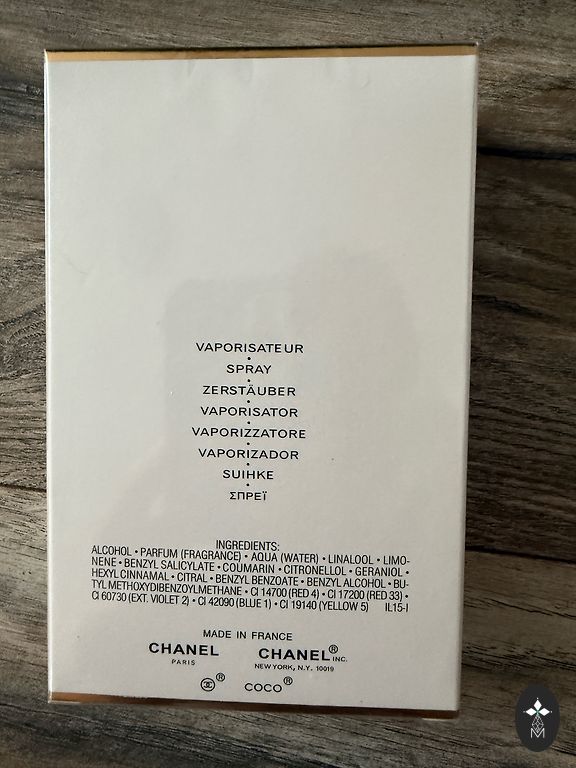 VAPORISATEUR
•
SPRAY
•
ZERSTÄUBER
•
VAPORISATOR
•
VAPORIZZATORE
•
VAPORIZADOR
•
SUIHKE
•
ΣΠΡΕΪ
INGREDIENTS:
ALCOHOL • PARFUM (FRAGRANCE) • AQUA (WATER) • LINALOOL • LIMO-
NENE • BENZYL SALICYLATE • COUMARIN • CITRONELLOL • GERANIOL •
HEXYL CINNAMAL • CITRAL • BENZYL BENZOATE • BENZYL ALCOHOL • BU-
TYL METHOXYDIBENZOYLMETHANE • CI 14700 (RED 4) • CI 17200 (RED 33) •
CI 60730 (EXT. VIOLET 2) • CI 42090 (BLUE 1) • CI 19140 (YELLOW 5) IL15-I
MADE IN FRANCE
CHANEL CHANEL® INC.
PARIS NEW YORK, N.Y. 10019
® COCO®
M